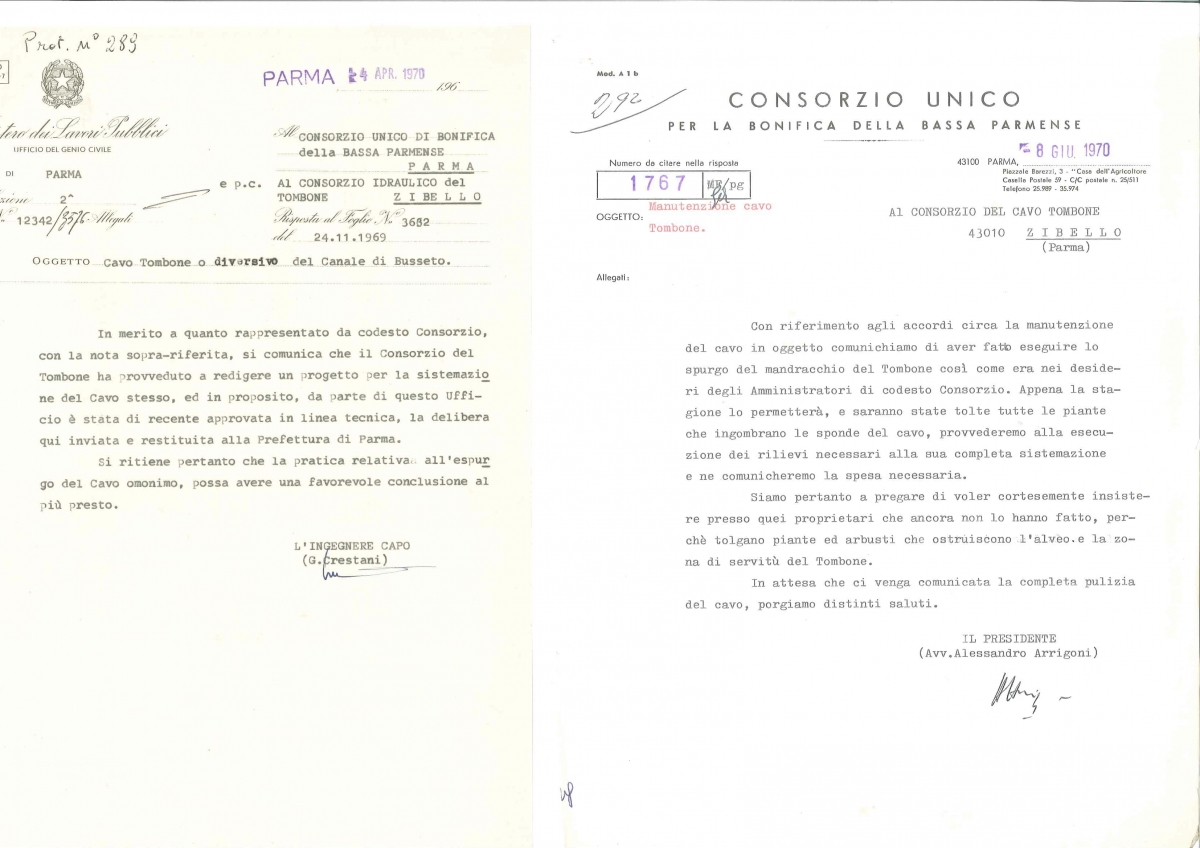 Prot. n° 289
PARMA 24 APR. 1970
196
tero dei Lavori Pubblici
UFFICIO DEL GENIO CIVILE
DI PARMA
zione 2^
N.° 12342/3576 Allegati
Al CONSORZIO UNICO DI BONIFICA
della BASSA PARMENSE
P A R M A
e p.c. Al CONSORZIO IDRAULICO del
TOMBONE Z I B E L L O
Risposta al Foglio N.° 3682
del 24.11.1969
OGGETTO Cavo Tombone o diversivo del Canale di Busseto.
In merito a quanto rappresentato da codesto Consorzio,
con la nota sopra-riferita, si comunica che il Consorzio del
Tombone ha provveduto a redigere un progetto per la sistemazio
ne del Cavo stesso, ed in proposito, da parte di questo Uffi-
cio è stata di recente approvata in linea tecnica, la delibera
qui inviata e restituita alla Prefettura di Parma.
Si ritiene pertanto che la pratica relativa all'espur
go del Cavo omonimo, possa avere una favorevole conclusione al
più presto.
L'INGEGNERE CAPO
(G.Crestani)
Mod. A 1 b
292
CONSORZIO UNICO
PER LA BONIFICA DELLA BASSA PARMENSE
Numero da citare nella risposta
1767 MF/pg
OGGETTO: Manutenzione cavo
Tombone.
Allegati:
43100 PARMA, - 8 GIU. 1970
Piazzale Barezzi, 3 - "Casa dell'Agricoltore
Casella Postale 59 - C/C postale n. 25/511
Telefono 25.989 - 35.974
Al CONSORZIO DEL CAVO TOMBONE
43010 Z I B E L L O
(Parma)
Con riferimento agli accordi circa la manutenzione
del cavo in oggetto comunichiamo di aver fatto eseguire lo
spurgo del mandracchio del Tombone così come era nei deside-
ri degli Amministratori di codesto Consorzio. Appena la sta-
gione lo permetterà, e saranno state tolte tutte le piante
che ingombrano le sponde del cavo, provvederemo alla esecu-
zione dei rilievi necessari alla sua completa sistemazione
e ne comunicheremo la spesa necessaria.
Siamo pertanto a pregare di voler cortesemente insiste-
re presso quei proprietari che ancora non lo hanno fatto, per-
chè tolgano piante ed arbusti che ostruiscono l'alveo.e la zo-
na di servitù del Tombone.
In attesa che ci venga comunicata la completa pulizia
del cavo, porgiamo distinti saluti.
IL PRESIDENTE
(Avv.Alessandro Arrigoni)